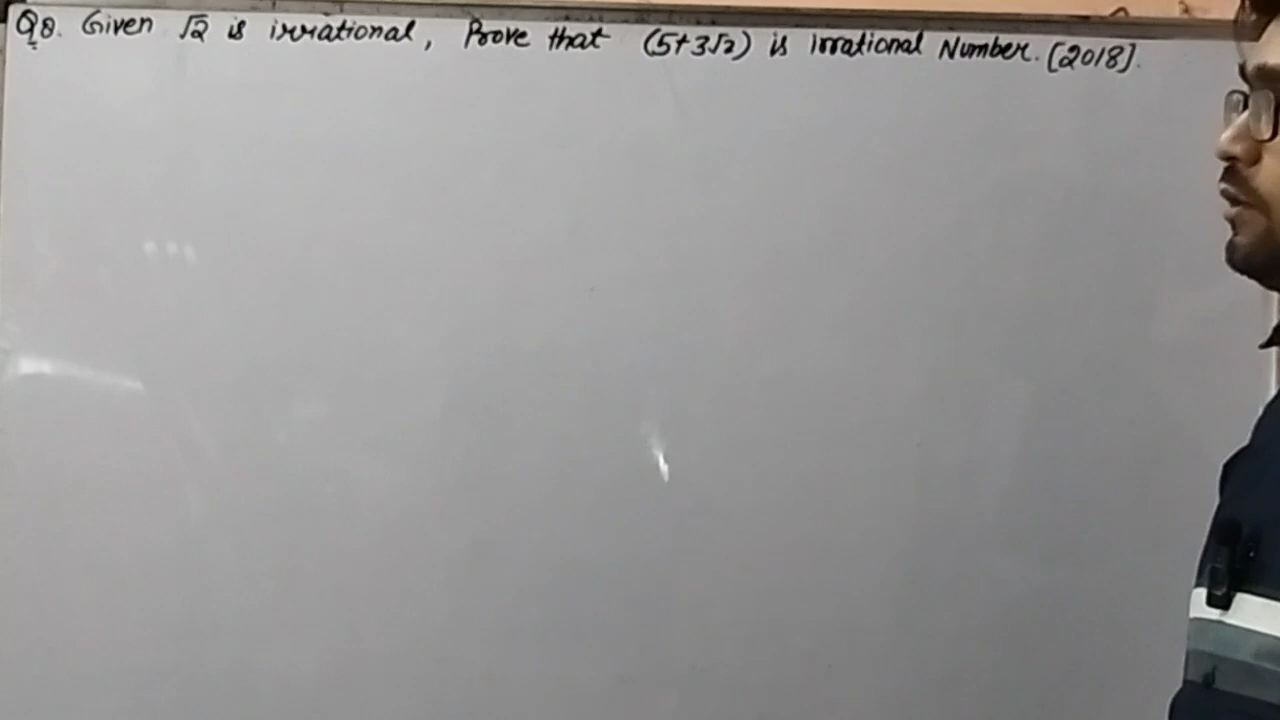 Q8. Given √2 is irrational, Prove that (5+3√2) is irrational Number. [2018].